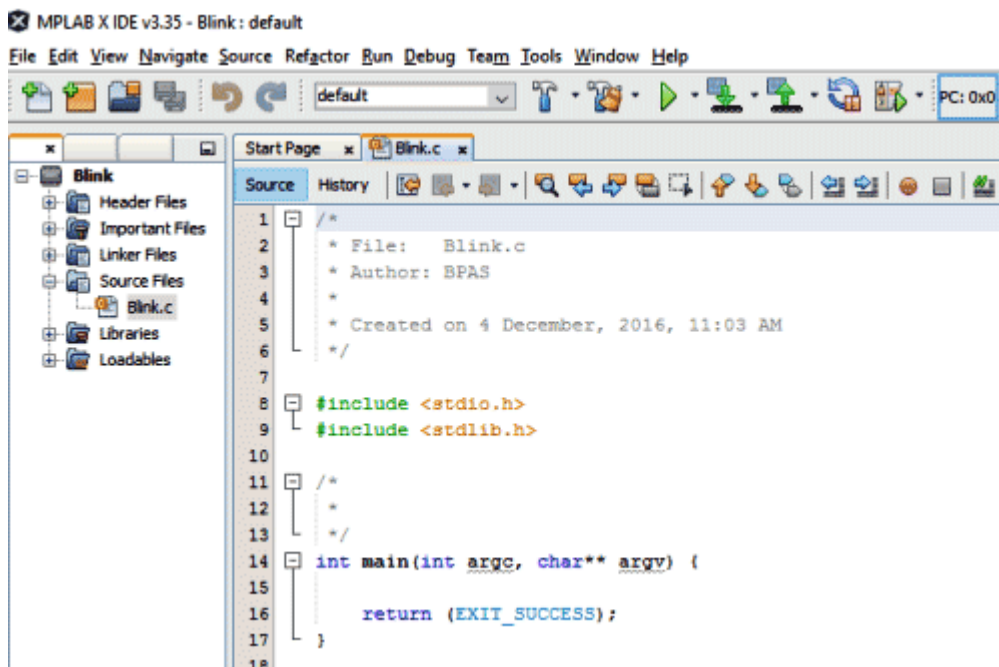 MPLAB X IDE v3.35 - Blink : default
File Edit View Navigate Source Refactor Run Debug Team Tools Window Help
default
PC: 0x0
Start Page
Blink.c
Blink
Header Files
Important Files
Linker Files
Source Files
Blink.c
Libraries
Loadables
Source History
1 /*
2 * File: Blink.c
3 * Author: BPAS
4 *
5 * Created on 4 December, 2016, 11:03 AM
6 */
7
8 #include <stdio.h>
9 #include <stdlib.h>
10
11 /*
12 *
13 */
14 int main(int argc, char** argv) {
15
16 return (EXIT_SUCCESS);
17 }
18